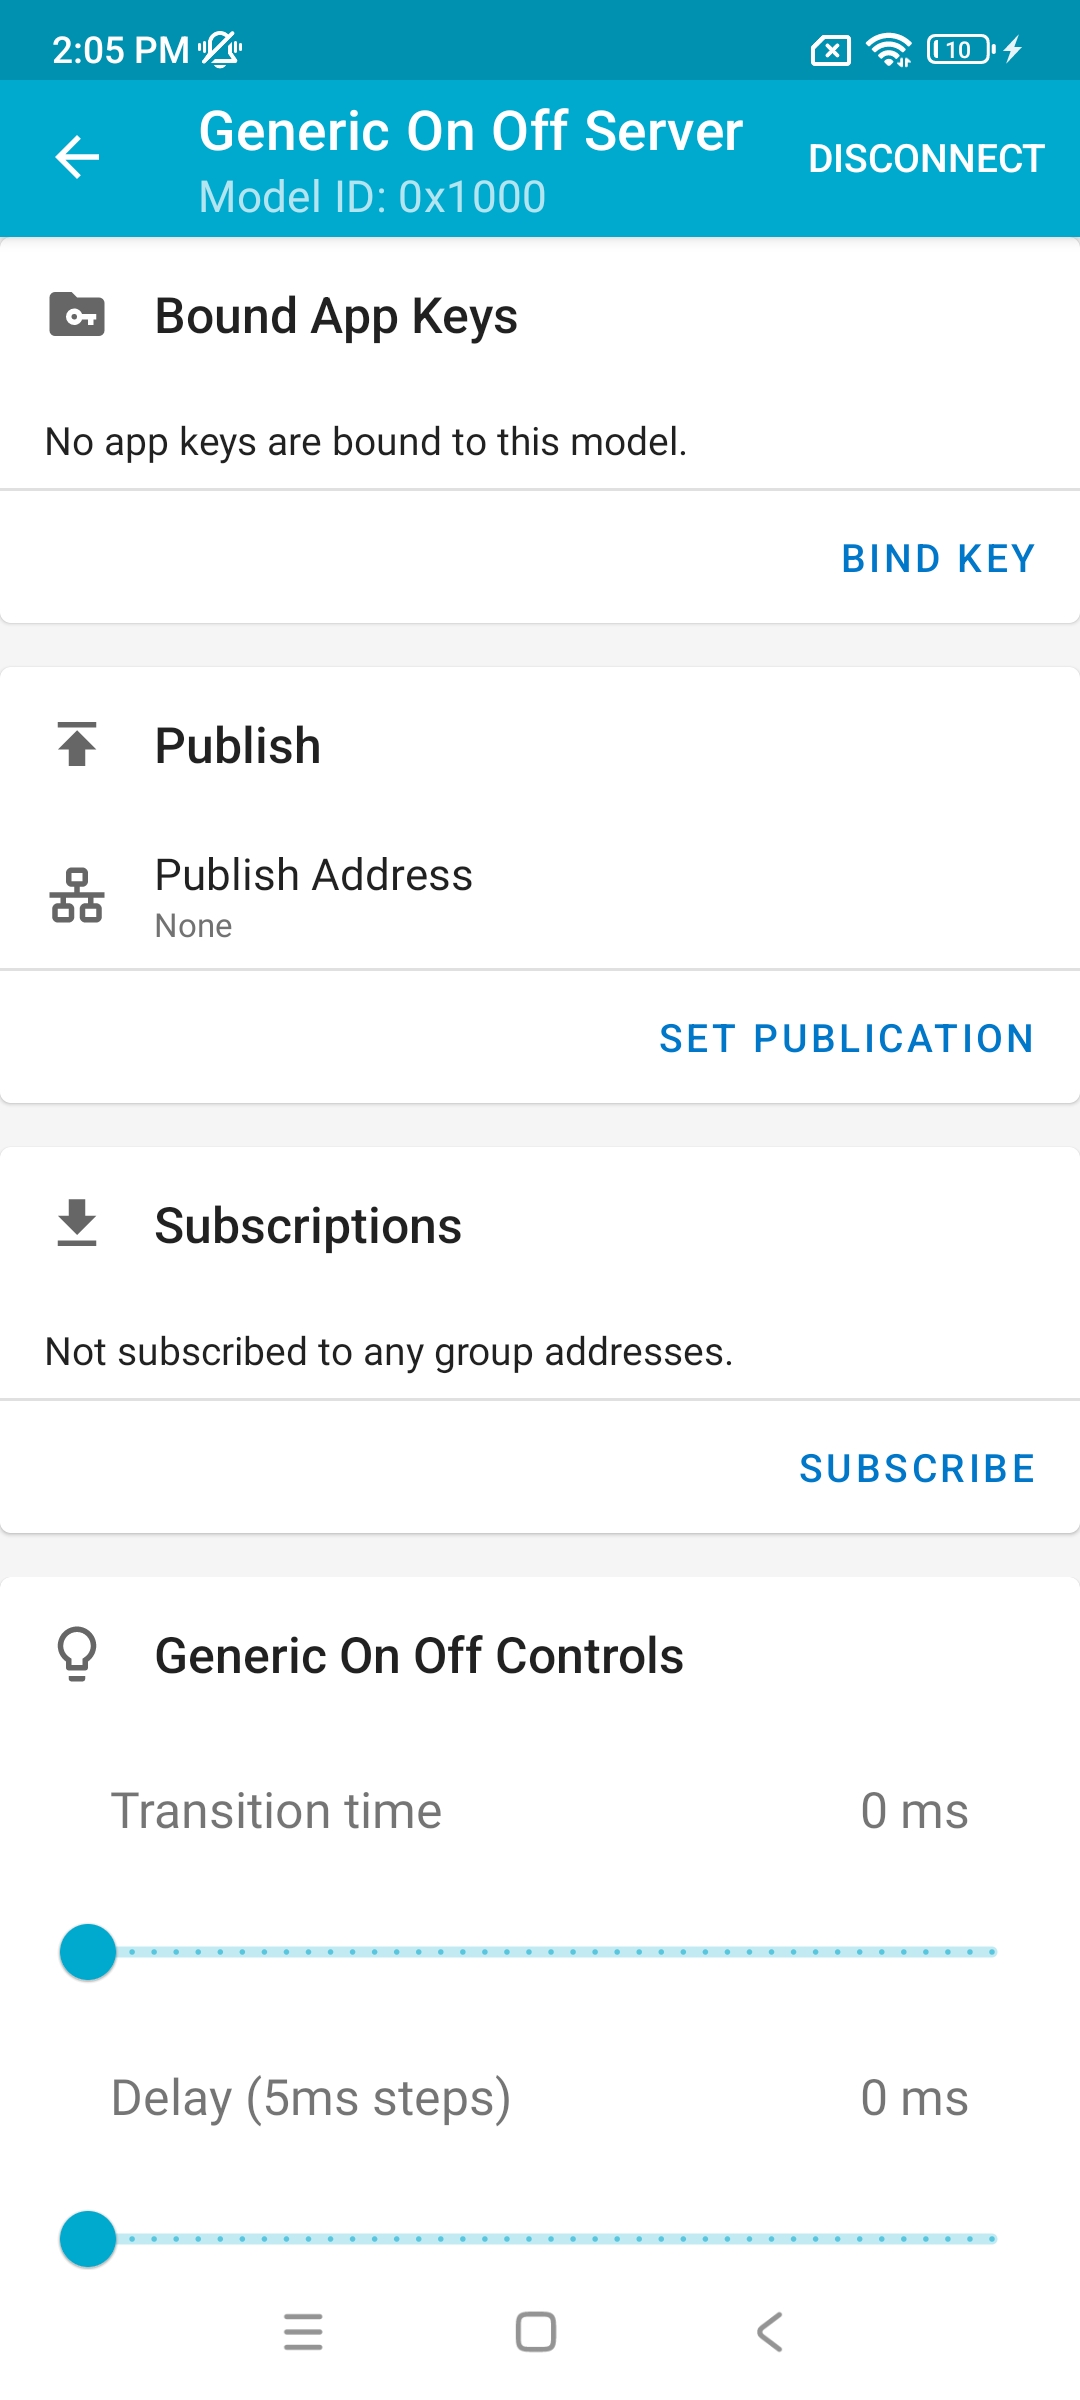 2:05 PM
10
Generic On Off Server
Model ID: 0x1000
DISCONNECT
Bound App Keys
No app keys are bound to this model.
BIND KEY
Publish
Publish Address
None
SET PUBLICATION
Subscriptions
Not subscribed to any group addresses.
SUBSCRIBE
Generic On Off Controls
Transition time
0 ms
Delay (5ms steps)
0 ms